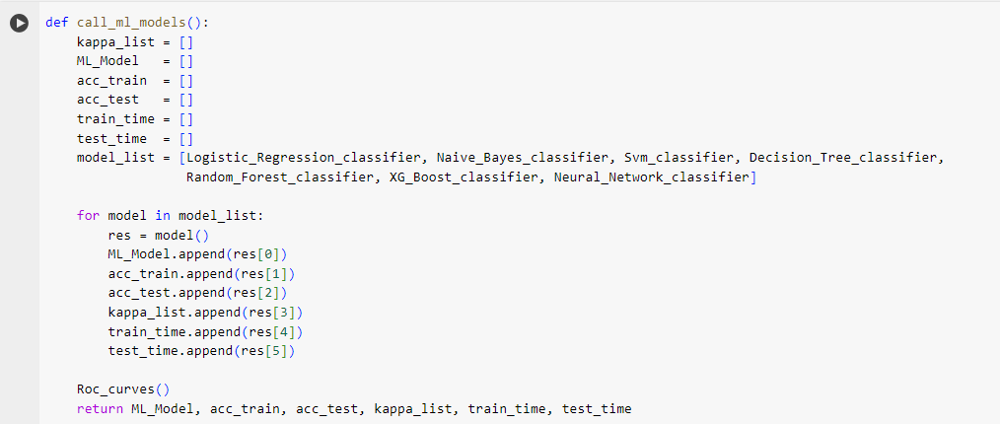 def call_ml_models():
    kappa_list = []
    ML_Model   = []
    acc_train  = []
    acc_test   = []
    train_time = []
    test_time  = []
    model_list = [Logistic_Regression_classifier, Naive_Bayes_classifier, Svm_classifier, Decision_Tree_classifier,
                  Random_Forest_classifier, XG_Boost_classifier, Neural_Network_classifier]

    for model in model_list:
        res = model()
        ML_Model.append(res[0])
        acc_train.append(res[1])
        acc_test.append(res[2])
        kappa_list.append(res[3])
        train_time.append(res[4])
        test_time.append(res[5])

    Roc_curves()
    return ML_Model, acc_train, acc_test, kappa_list, train_time, test_time